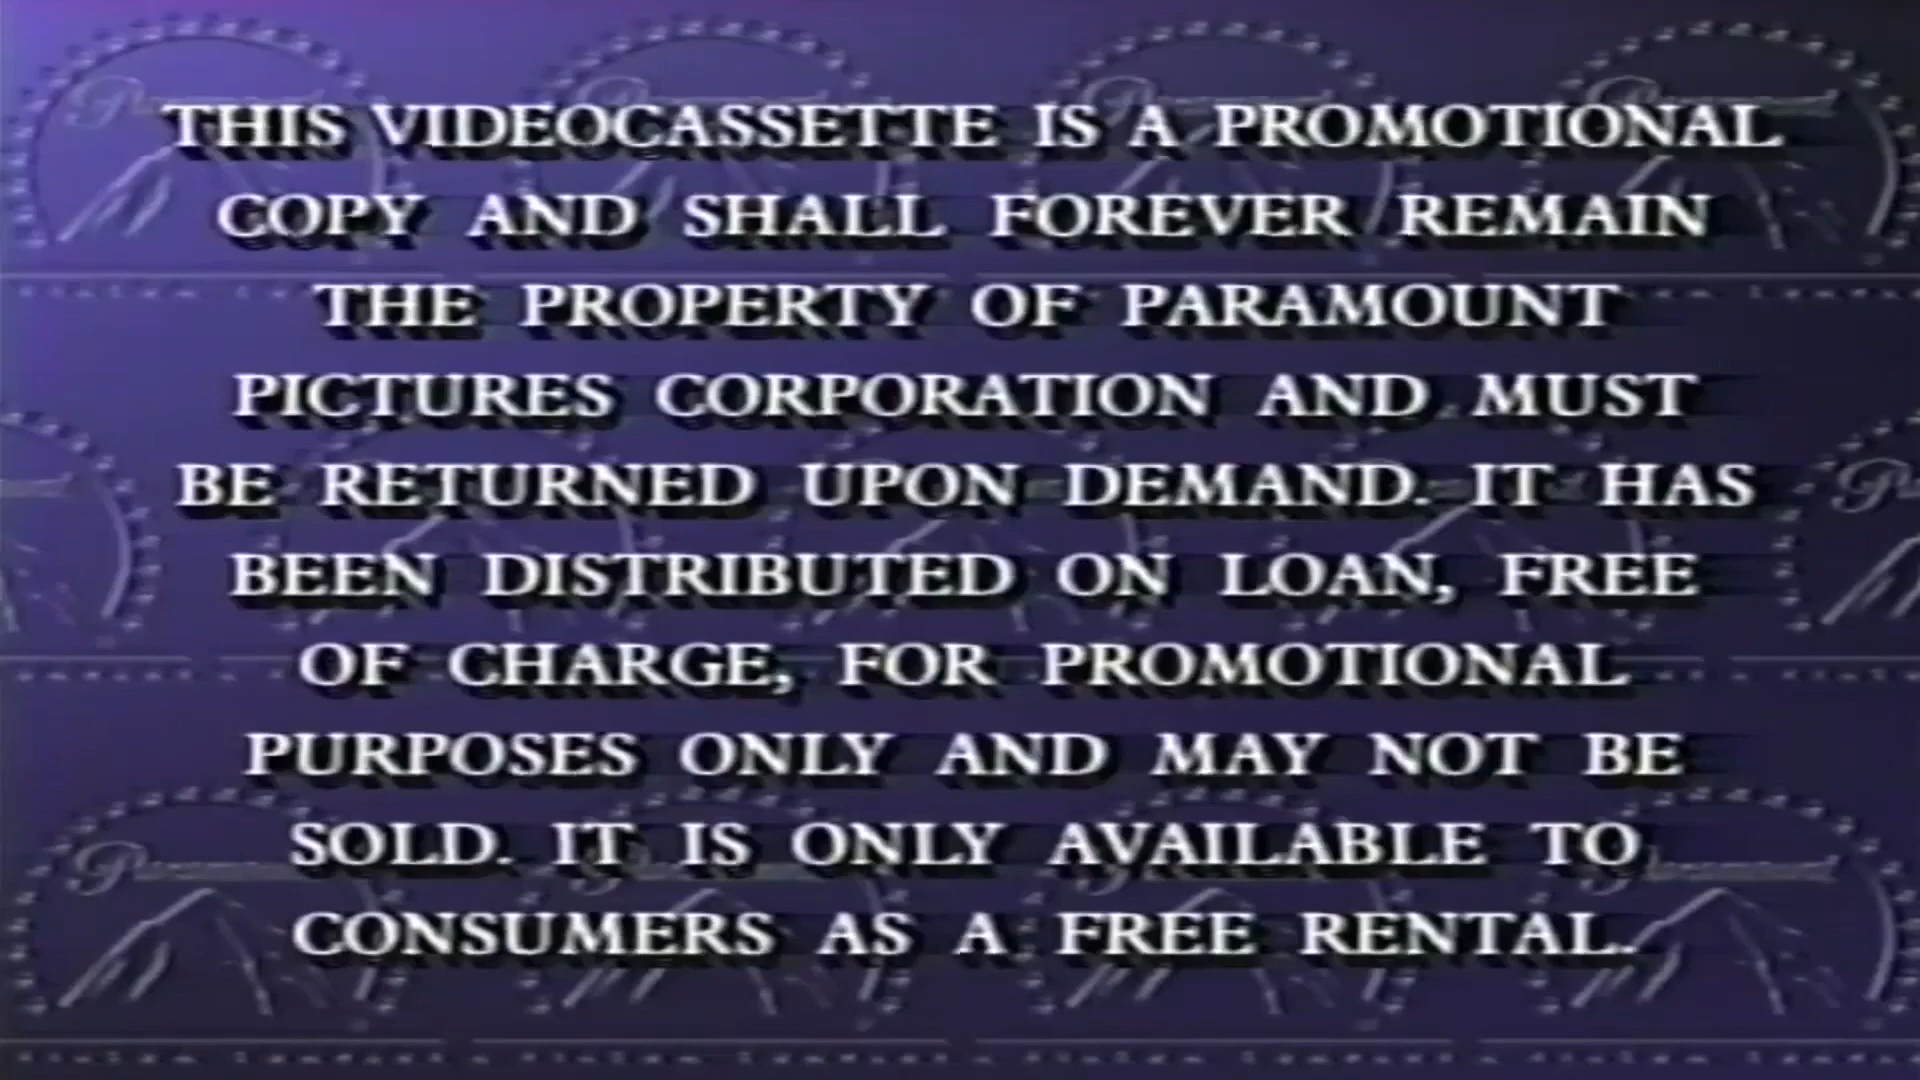 THIS VIDEOCASSETTE IS A PROMOTIONAL
COPY AND SHALL FOREVER REMAIN
THE PROPERTY OF PARAMOUNT
PICTURES CORPORATION AND MUST
BE RETURNED UPON DEMAND. IT HAS
BEEN DISTRIBUTED ON LOAN, FREE
OF CHARGE, FOR PROMOTIONAL
PURPOSES ONLY AND MAY NOT BE
SOLD. IT IS ONLY AVAILABLE TO
CONSUMERS AS A FREE RENTAL.